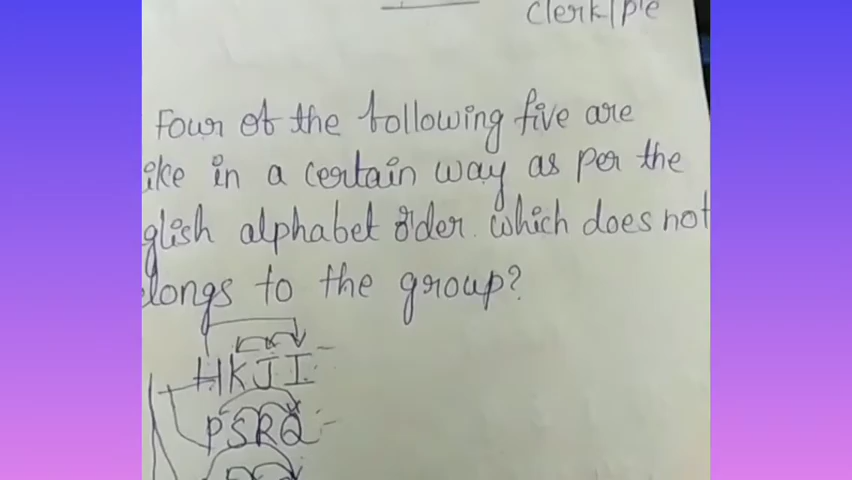 Clerk/Pre
Four of the following five are
ike in a certain way as per the
glish alphabet order. which does not
longs to the group?
HKJI
PSRQ